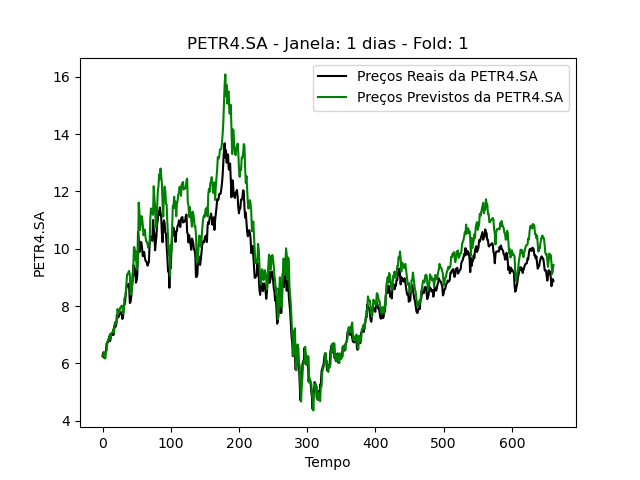 PETR4.SA - Janela: 1 dias - Fold: 1
Preços Reais da PETR4.SA
Preços Previstos da PETR4.SA
16
14
12
10
8
6
4
PETR4.SA
0 100 200 300 400 500 600
Tempo